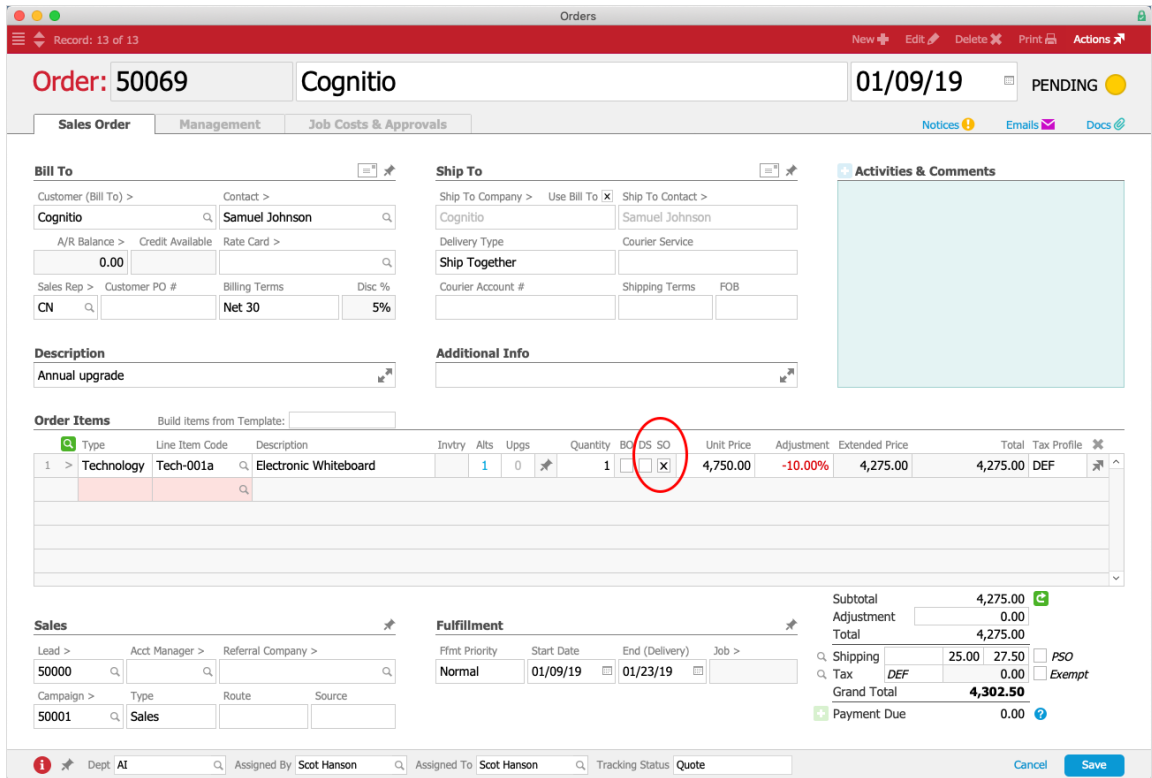 Orders
Record: 13 of 13 New Edit Delete Print Actions
Order: 50069 Cognitio 01/09/19 PENDING
Sales Order Management Job Costs & Approvals Notices Emails Docs
Bill To Ship To Activities & Comments
Customer (Bill To) > Contact > Ship To Company > Use Bill To x Ship To Contact >
Cognitio Samuel Johnson Cognitio Samuel Johnson
A/R Balance > Credit Available Rate Card > Delivery Type Courier Service
0.00 Ship Together
Sales Rep > Customer PO # Billing Terms Disc % Courier Account # Shipping Terms FOB
CN Net 30 5%
Description Additional Info
Annual upgrade
Order Items Build items from Template:
Type Line Item Code Description Invtry Alts Upgs Quantity BO DS SO Unit Price Adjustment Extended Price Total Tax Profile
1 > Technology Tech-001a Electronic Whiteboard 1 0 1 x 4,750.00 -10.00% 4,275.00 4,275.00 DEF
Subtotal 4,275.00
Adjustment 0.00
Sales Fulfillment Total 4,275.00
Lead > Acct Manager > Referral Company > Ffmt Priority Start Date End (Delivery) Job > Shipping 25.00 27.50 PSO
50000 Normal 01/09/19 01/23/19 Tax DEF 0.00 Exempt
Campaign > Type Route Source Grand Total 4,302.50
50001 Sales Payment Due 0.00 ?
i Dept AI Assigned By Scot Hanson Assigned To Scot Hanson Tracking Status Quote Cancel Save